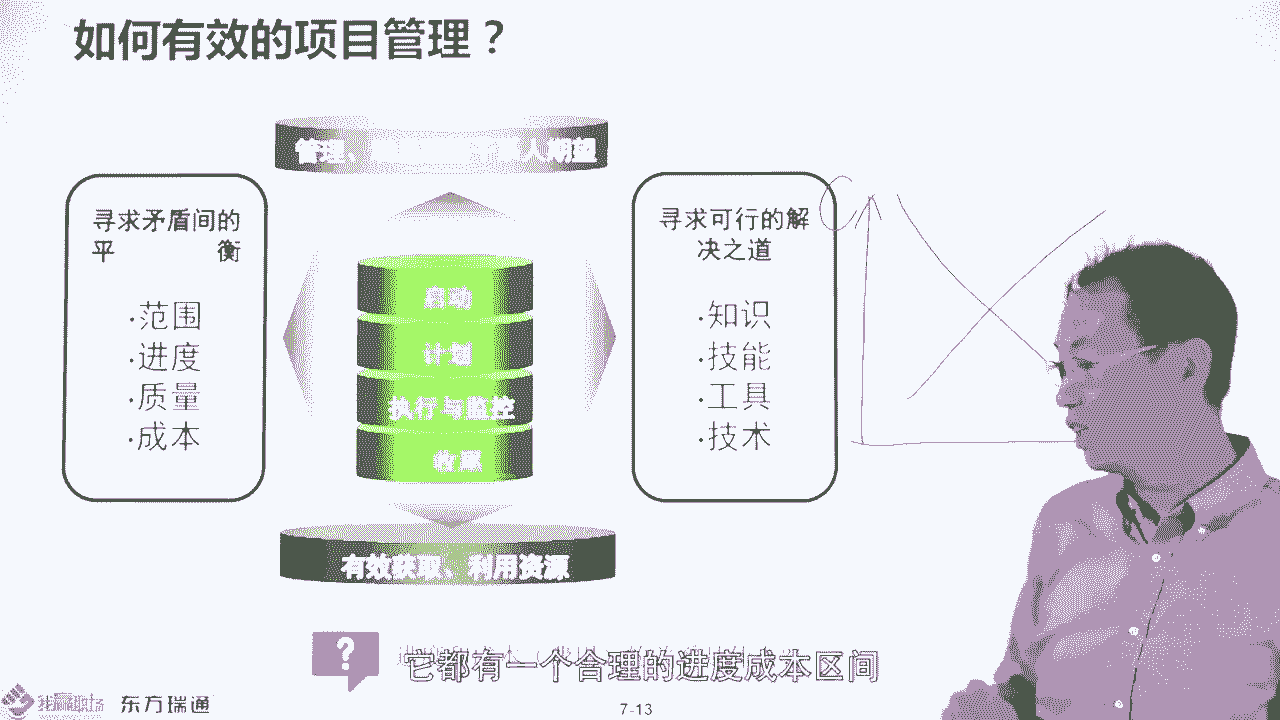 如何有效的项目管理？
管理、
人期望
寻求矛盾间的
平 衡
·范围
·进度
·质量
·成本
启动
计划
执行与监控
收尾
寻求可行的解
决之道
·知识
·技能
·工具
·技术
C
有效获取、利用资源
?
它都有一个合理的进度成本区间
东方瑞通
7-13